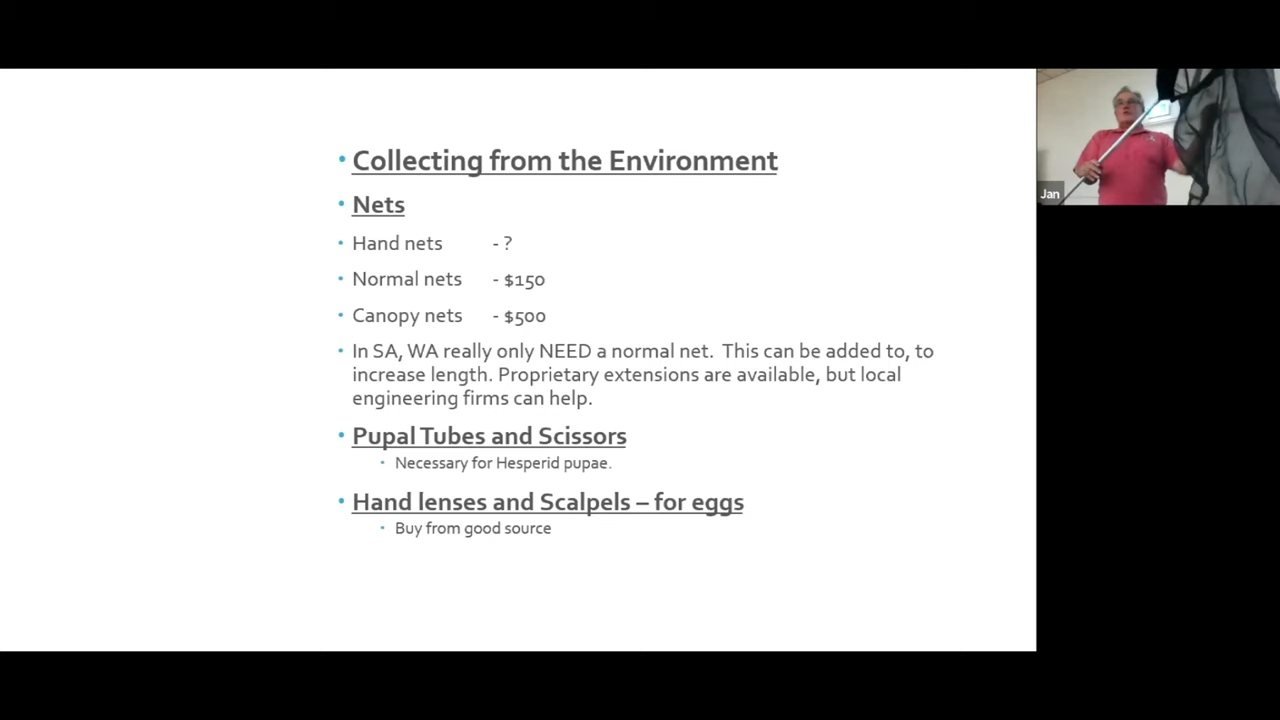 Collecting from the Environment
Nets
Hand nets - ?
Normal nets - $150
Canopy nets - $500
In SA, WA really only NEED a normal net. This can be added to, to
increase length. Proprietary extensions are available, but local
engineering firms can help.
Pupal Tubes and Scissors
Necessary for Hesperid pupae.
Hand lenses and Scalpels – for eggs
Buy from good source
Jan